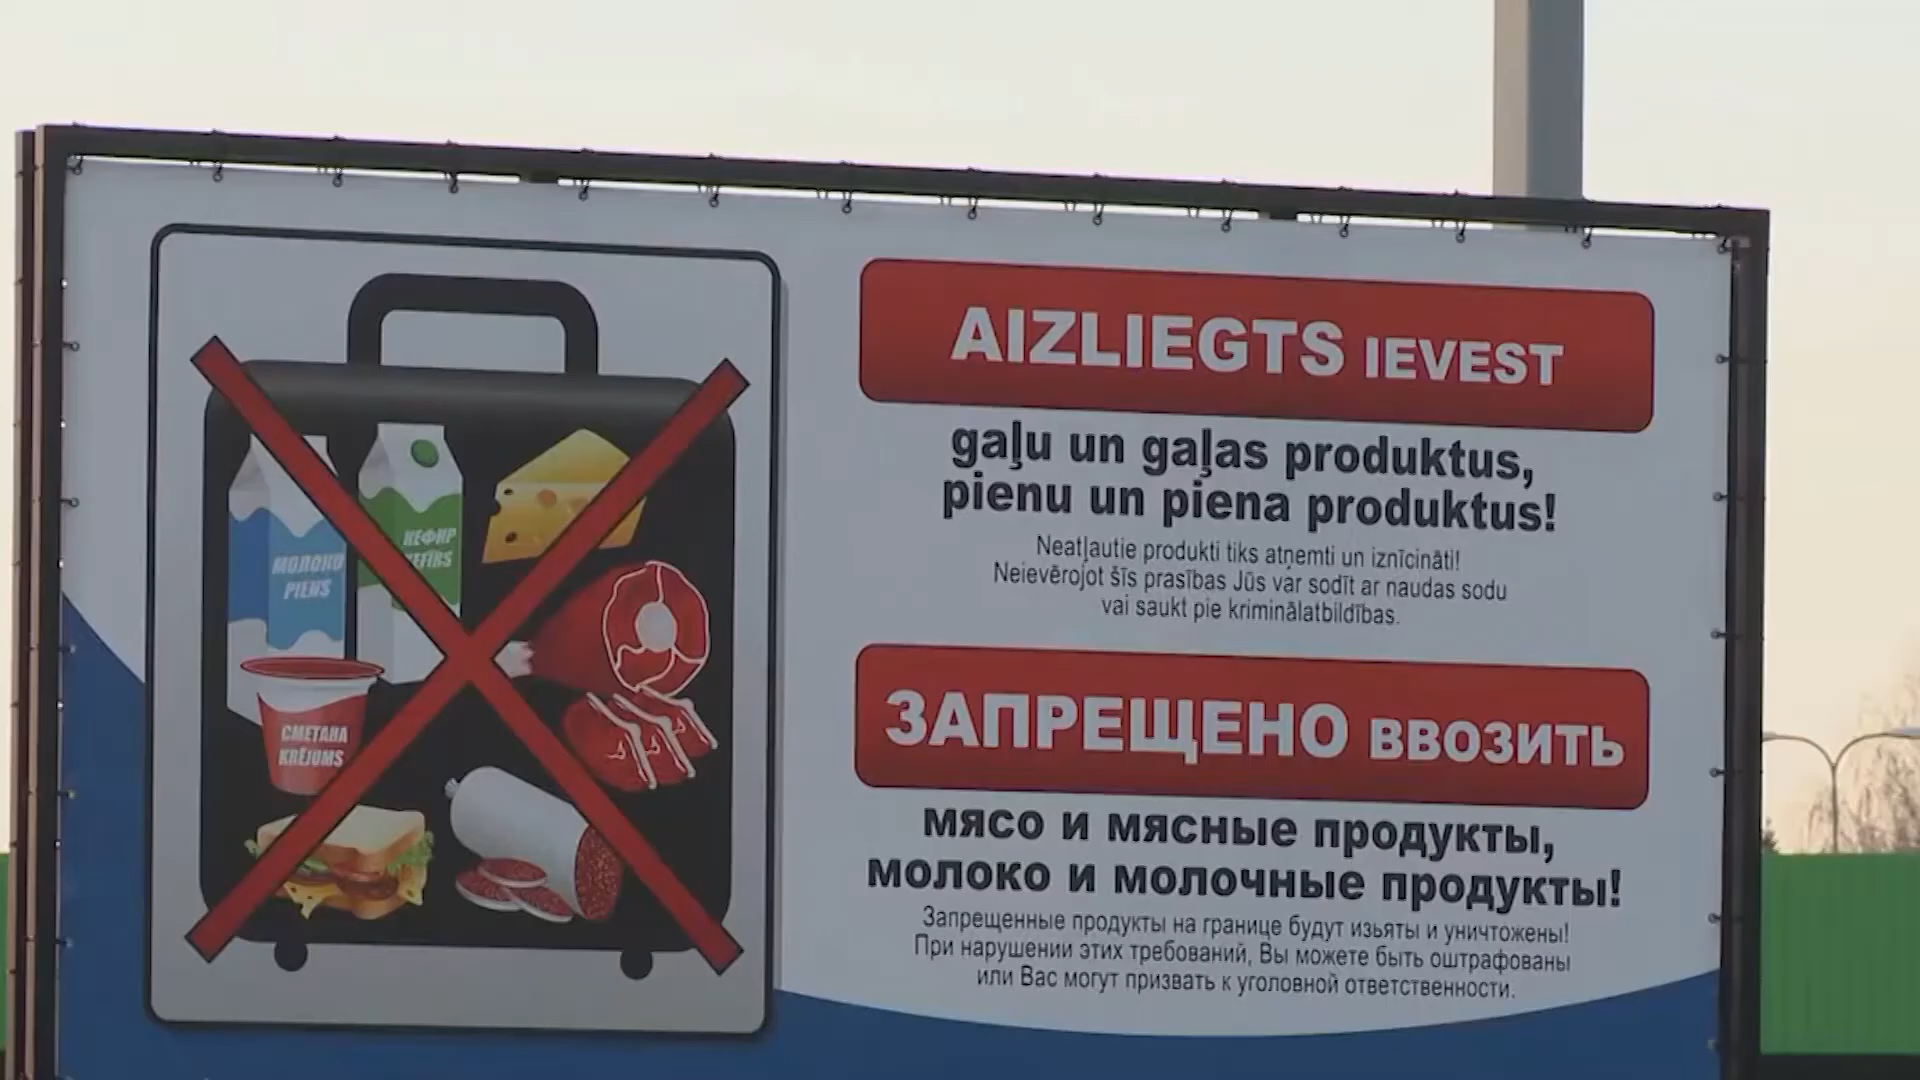 МОЛОКО
PIENS
КЕФИР
KEFĪRS
СМЕТАНА
KRĒJUMS
AIZLIEGTS IEVEST
gaļu un gaļas produktus,
pienu un piena produktus!
Neatļautie produkti tiks atņemti un iznīcināti!
Neievērojot šīs prasības Jūs var sodīt ar naudas sodu
vai saukt pie kriminālatbildības.
ЗАПРЕЩЕНО ВВОЗИТЬ
мясо и мясные продукты,
молоко и молочные продукты!
Запрещенные продукты на границе будут изьяты и уничтожены!
При нарушении этих требований, Вы можете быть оштрафованы
или Вас могут призвать к уголовной ответственности.